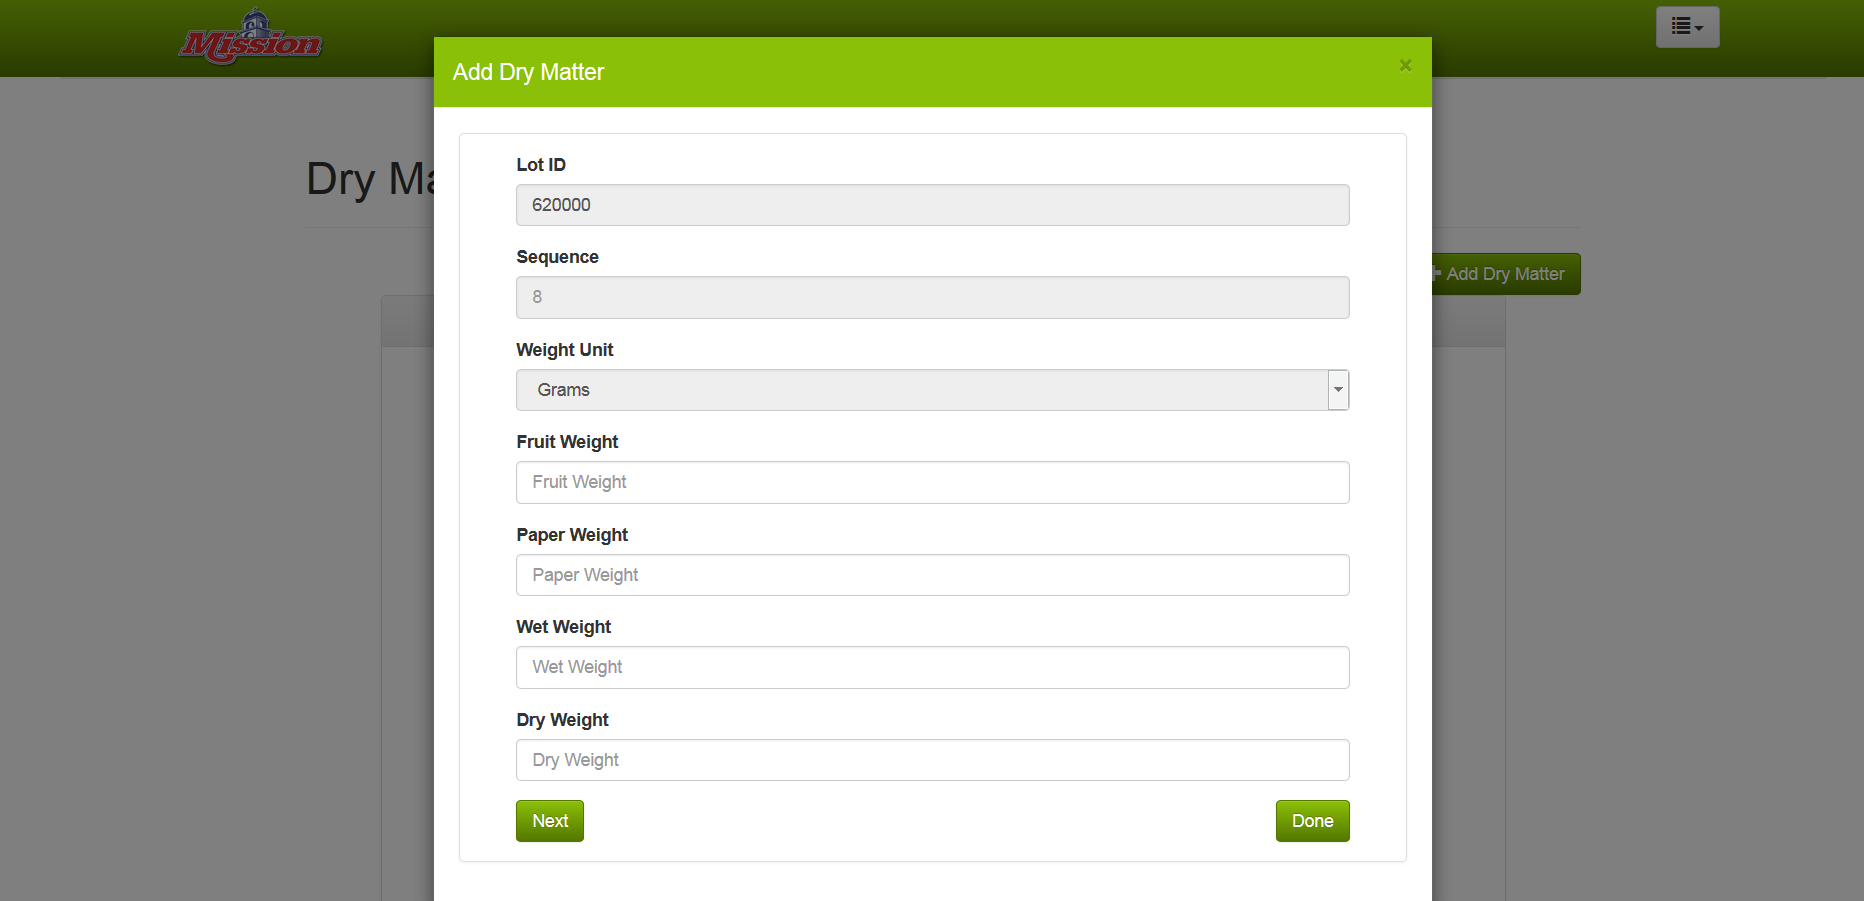 Mission
Add Dry Matter
×
Dry Ma
Add Dry Matter
Lot ID
620000
Sequence
8
Weight Unit
Grams
Fruit Weight
Fruit Weight
Paper Weight
Paper Weight
Wet Weight
Wet Weight
Dry Weight
Dry Weight
Next
Done